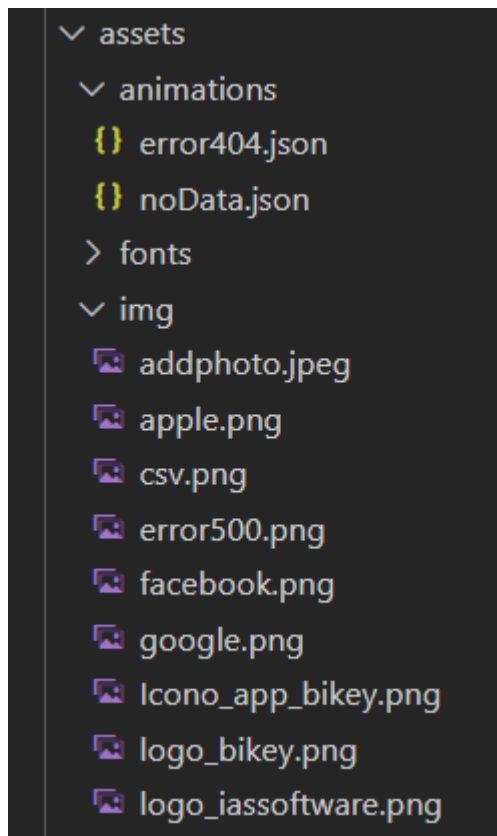 assets
animations
{} error404.json
{} noData.json
fonts
img
addphoto.jpeg
apple.png
csv.png
error500.png
facebook.png
google.png
Icono_app_bikey.png
logo_bikey.png
logo_iassoftware.png